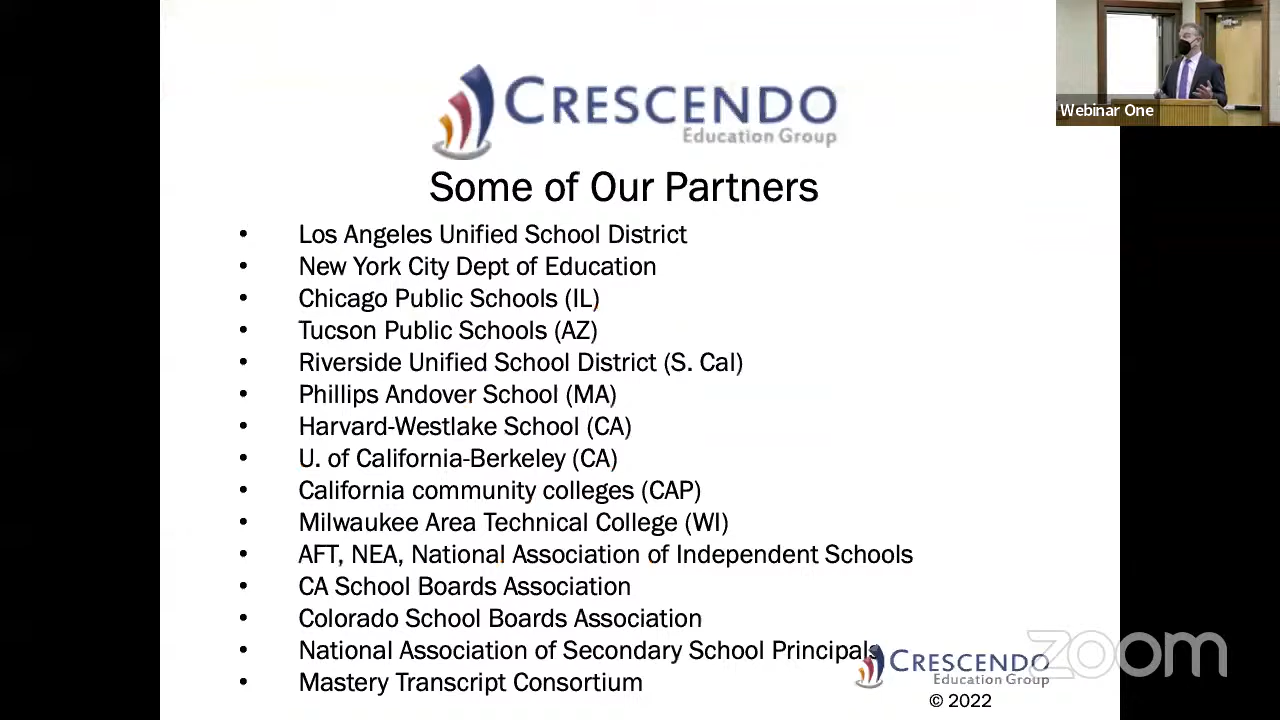 CRESCENDO
Education Group
Webinar One
Some of Our Partners
• Los Angeles Unified School District
• New York City Dept of Education
• Chicago Public Schools (IL)
• Tucson Public Schools (AZ)
• Riverside Unified School District (S. Cal)
• Phillips Andover School (MA)
• Harvard-Westlake School (CA)
• U. of California-Berkeley (CA)
• California community colleges (CAP)
• Milwaukee Area Technical College (WI)
• AFT, NEA, National Association of Independent Schools
• CA School Boards Association
• Colorado School Boards Association
• National Association of Secondary School Principals
• Mastery Transcript Consortium
CRESCENDO
Education Group
© 2022
zoom